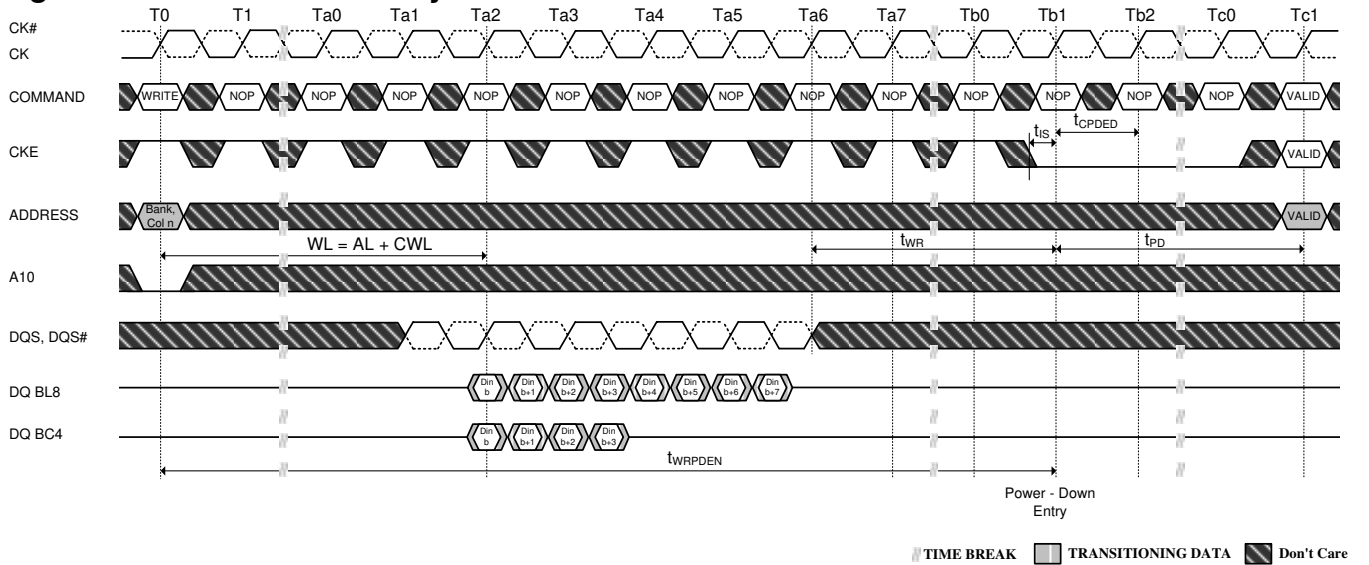 T0 T1 Ta0 Ta1 Ta2 Ta3 Ta4 Ta5 Ta6 Ta7 Tb0 Tb1 Tb2 Tc0 Tc1
CK#
CK
COMMAND WRITE NOP NOP NOP NOP NOP NOP NOP NOP NOP NOP NOP NOP NOP VALID
tIS tCPDED
CKE VALID
ADDRESS Bank, Col n VALID
WL = AL + CWL tWR tPD
A10
DQS, DQS#
DQ BL8 Din b Din b+1 Din b+2 Din b+3 Din b+4 Din b+5 Din b+6 Din b+7
DQ BC4 Din b Din b+1 Din b+2 Din b+3
tWRPDEN
Power - Down
Entry
TIME BREAK TRANSITIONING DATA Don't Care